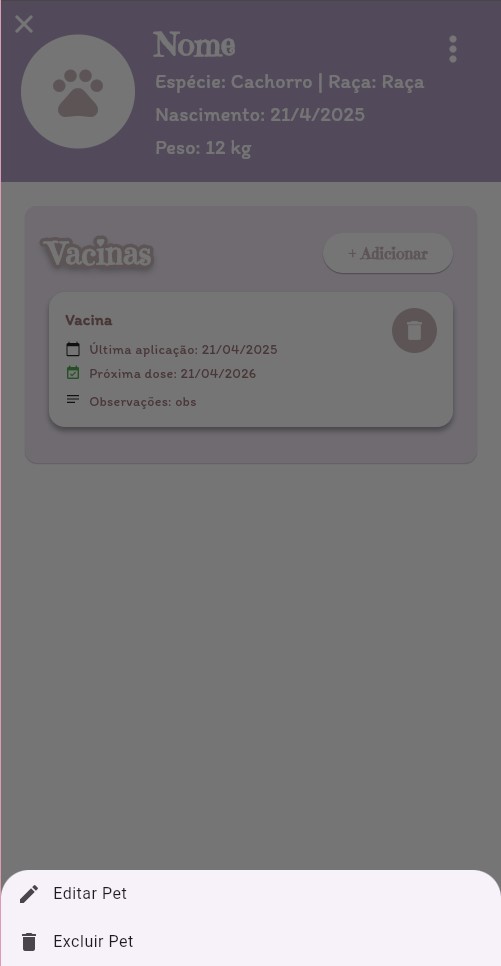 Nome
Espécie: Cachorro | Raça: Raça
Nascimento: 21/4/2025
Peso: 12 kg
Vacinas
+ Adicionar
Vacina
Última aplicação: 21/04/2025
Próxima dose: 21/04/2026
Observações: obs
Editar Pet
Excluir Pet